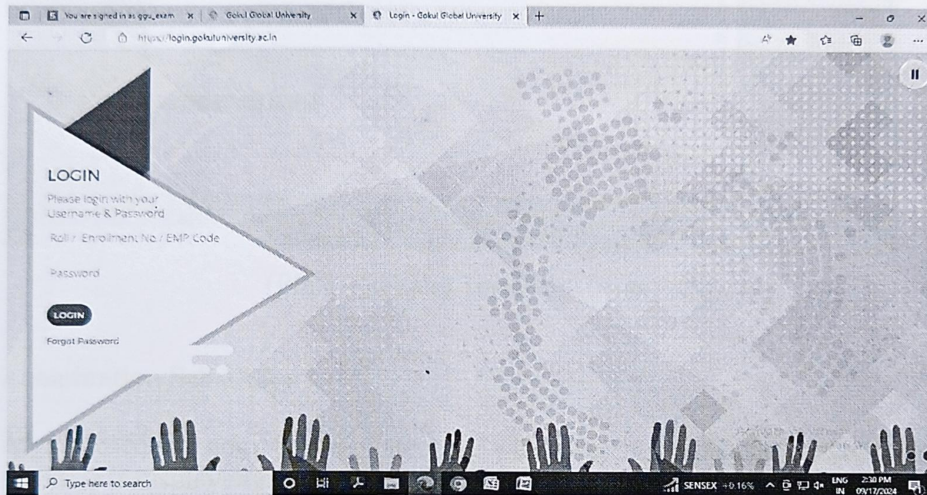 You are signed in as ggu_exam
Gokul Global University
Login - Gokul Global University
https://login.gokuluniversity.ac.in
LOGIN
Please login with your
Username & Password
Roll / Enrollment No / EMP Code
Password
LOGIN
Forgot Password
Type here to search
SENSEX +0.16%
ENG
IN
2:30 PM
09/17/2024